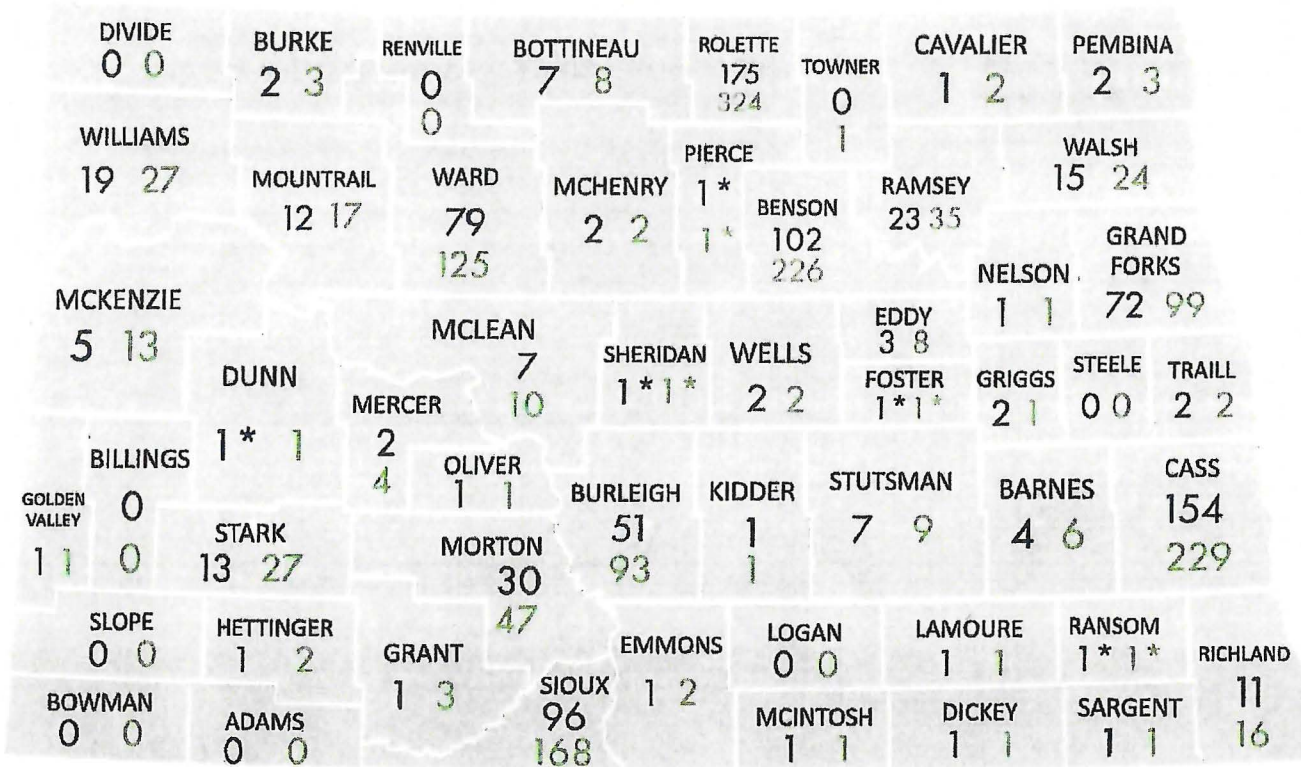 DIVIDE
0 0
BURKE
2 3
RENVILLE
0
0
BOTTINEAU
7 8
ROLETTE
175
324
TOWNER
0
1
CAVALIER
1 2
PEMBINA
2 3
WILLIAMS
19 27
MOUNTRAIL
12 17
WARD
79
125
MCHENRY
2 2
PIERCE
1 *
1 *
BENSON
102
226
RAMSEY
23 35
WALSH
15 24
MCKENZIE
5 13
DUNN
1 * 1
MERCER
2
4
MCLEAN
7
10
SHERIDAN
1 * 1 *
WELLS
2 2
EDDY
3 8
FOSTER
1 * 1 *
NELSON
1 1
GRAND
FORKS
72 99
GRIGGS
2 1
STEELE
0 0
TRAILL
2 2
GOLDEN
VALLEY
1 1
BILLINGS
0
0
STARK
13 27
OLIVER
1 1
MORTON
30
47
BURLEIGH
51
93
KIDDER
1
1
STUTSMAN
7 9
BARNES
4 6
CASS
154
229
SLOPE
0 0
HETTINGER
1 2
GRANT
1 3
SIOUX
96
168
EMMONS
1 2
LOGAN
0 0
LAMOURE
1 1
RANSOM
1 * 1 *
RICHLAND
11
16
BOWMAN
0 0
ADAMS
0 0
MCINTOSH
1 1
DICKEY
1 1
SARGENT
1 1